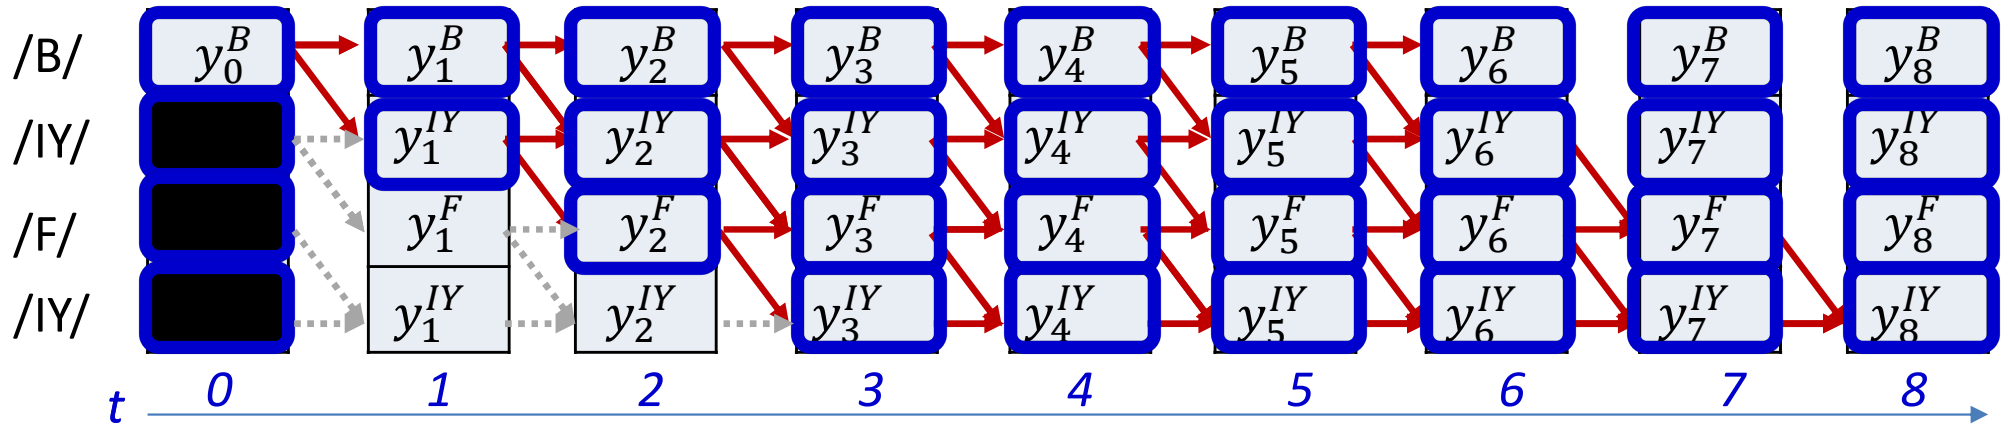 /B/ y_0^B y_1^B y_2^B y_3^B y_4^B y_5^B y_6^B y_7^B y_8^B
/IY/ y_1^{IY} y_2^{IY} y_3^{IY} y_4^{IY} y_5^{IY} y_6^{IY} y_7^{IY} y_8^{IY}
/F/ y_1^F y_2^F y_3^F y_4^F y_5^F y_6^F y_7^F y_8^F
/IY/ y_1^{IY} y_2^{IY} y_3^{IY} y_4^{IY} y_5^{IY} y_6^{IY} y_7^{IY} y_8^{IY}
t 0 1 2 3 4 5 6 7 8